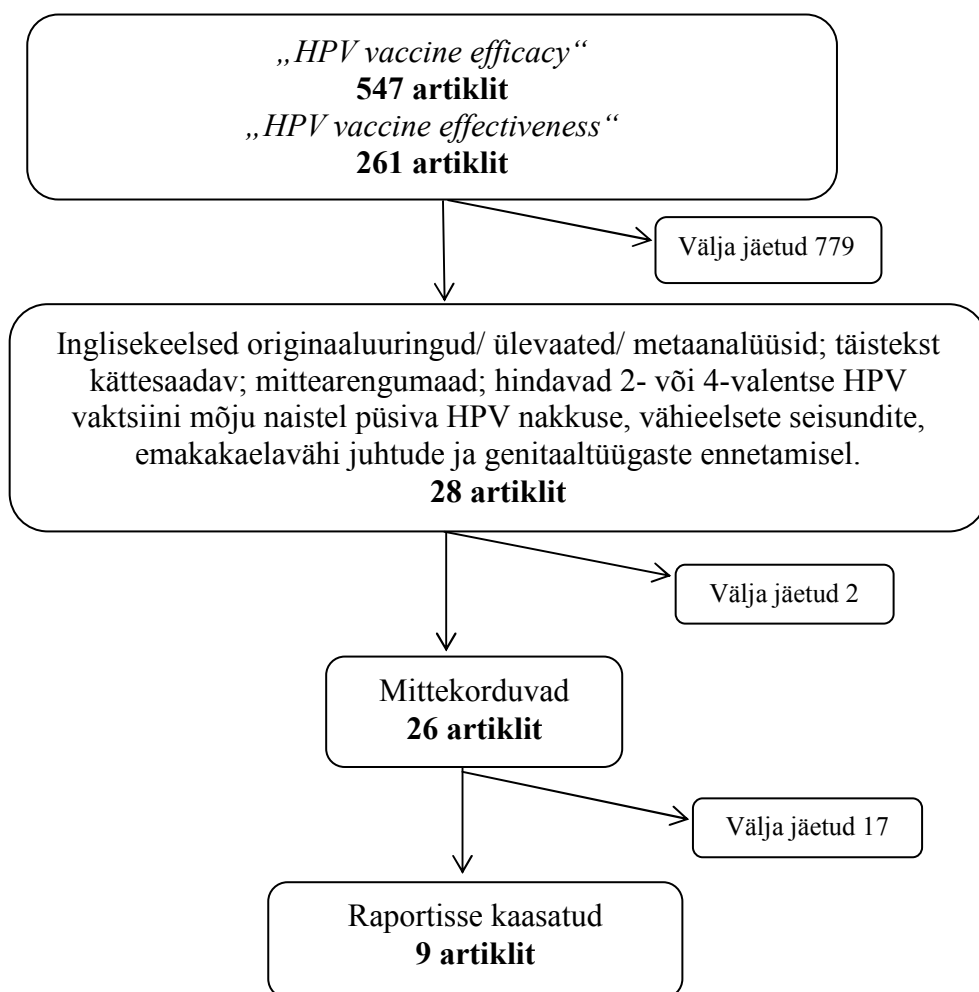 „HPV vaccine efficacy“
547 artiklit
„HPV vaccine effectiveness“
261 artiklit
Välja jäetud 779
Inglisekeelsed originaaluuringud/ ülevaated/ metaanalüüsid; täistekst
kättesaadav; mittearengumaad; hindavad 2- või 4-valentse HPV
vaktsiini mõju naistel püsiva HPV nakkuse, vähieelsete seisundite,
emakakaelavähi juhtude ja genitaaltüügaste ennetamisel.
28 artiklit
Välja jäetud 2
Mittekorduvad
26 artiklit
Välja jäetud 17
Raportisse kaasatud
9 artiklit